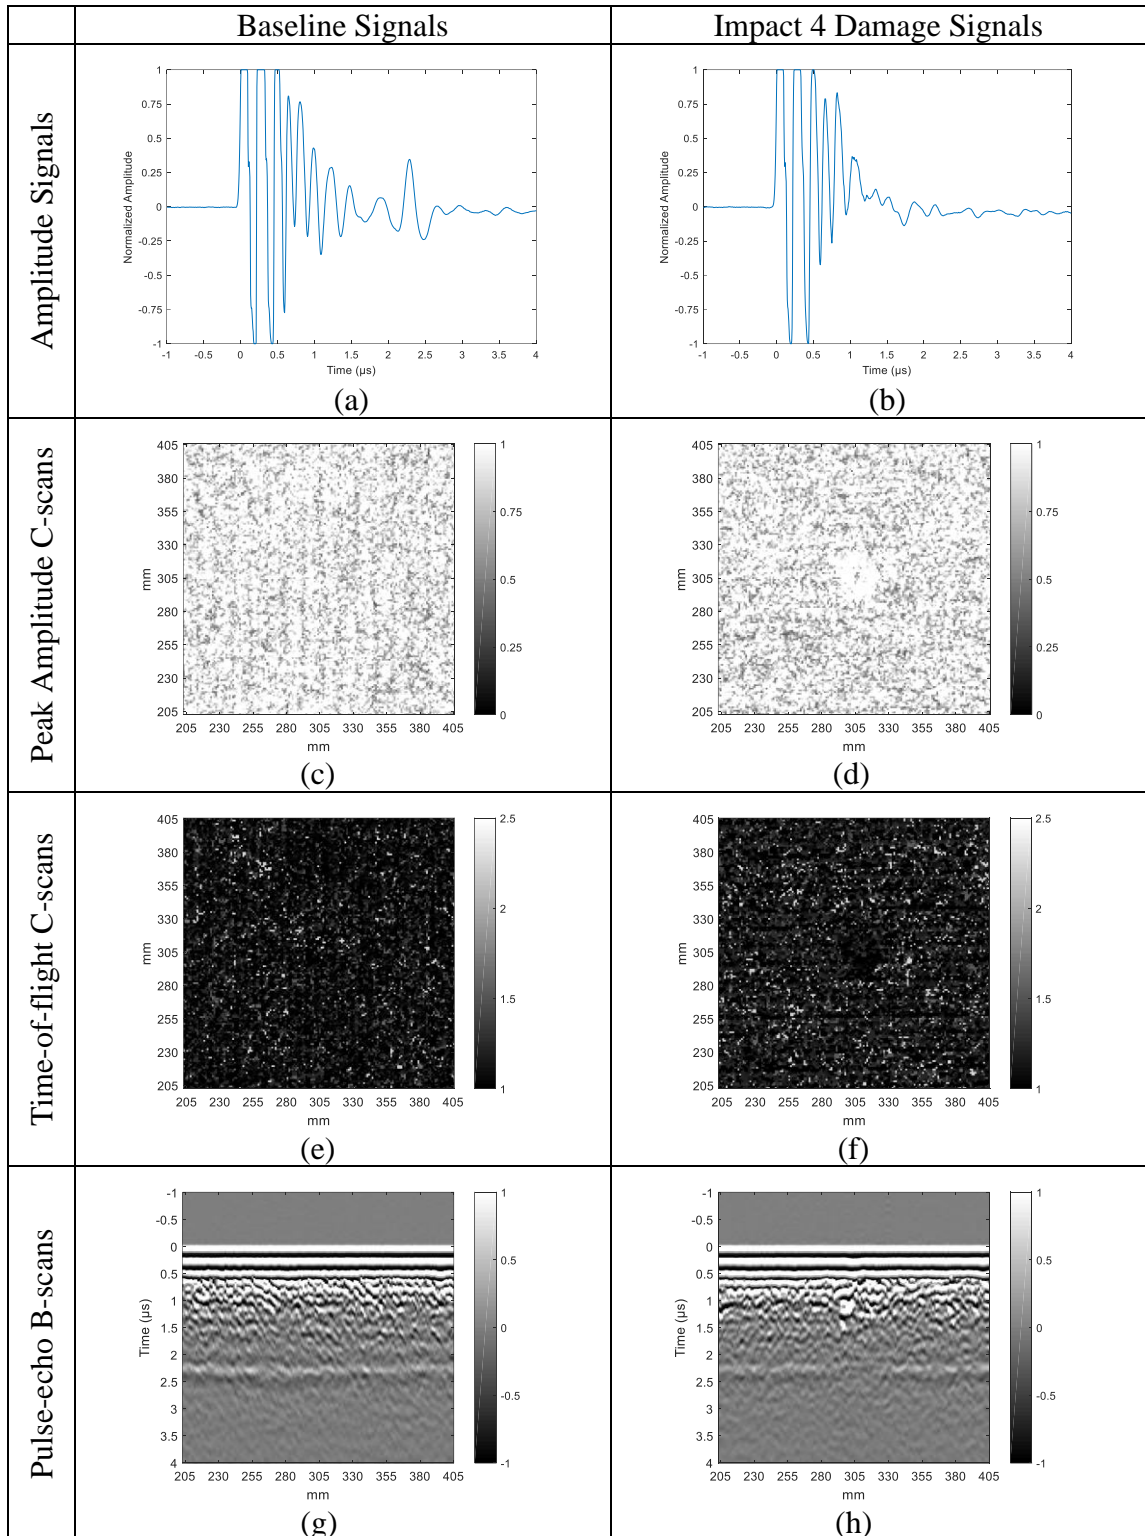 Baseline Signals
Impact 4 Damage Signals
Amplitude Signals
1
0.75
0.5
0.25
0
-0.25
-0.5
-0.75
-1
Normalized Amplitude
-1 -0.5 0 0.5 1 1.5 2 2.5 3 3.5 4
Time (μs)
(a)
1
0.75
0.5
0.25
0
-0.25
-0.5
-0.75
-1
Normalized Amplitude
-1 -0.5 0 0.5 1 1.5 2 2.5 3 3.5 4
Time (μs)
(b)
Peak Amplitude C-scans
405
380
355
330
305
280
255
230
205
mm
205 230 255 280 305 330 355 380 405
mm
1
0.75
0.5
0.25
0
(c)
405
380
355
330
305
280
255
230
205
mm
205 230 255 280 305 330 355 380 405
mm
1
0.75
0.5
0.25
0
(d)
Time-of-flight C-scans
405
380
355
330
305
280
255
230
205
mm
205 230 255 280 305 330 355 380 405
mm
2.5
2
1.5
1
(e)
405
380
355
330
305
280
255
230
205
mm
205 230 255 280 305 330 355 380 405
mm
2.5
2
1.5
1
(f)
Pulse-echo B-scans
-1
-0.5
0
0.5
1
1.5
2
2.5
3
3.5
4
Time (μs)
205 230 255 280 305 330 355 380 405
mm
1
0.5
0
-0.5
-1
(g)
-1
-0.5
0
0.5
1
1.5
2
2.5
3
3.5
4
Time (μs)
205 230 255 280 305 330 355 380 405
mm
1
0.5
0
-0.5
-1
(h)